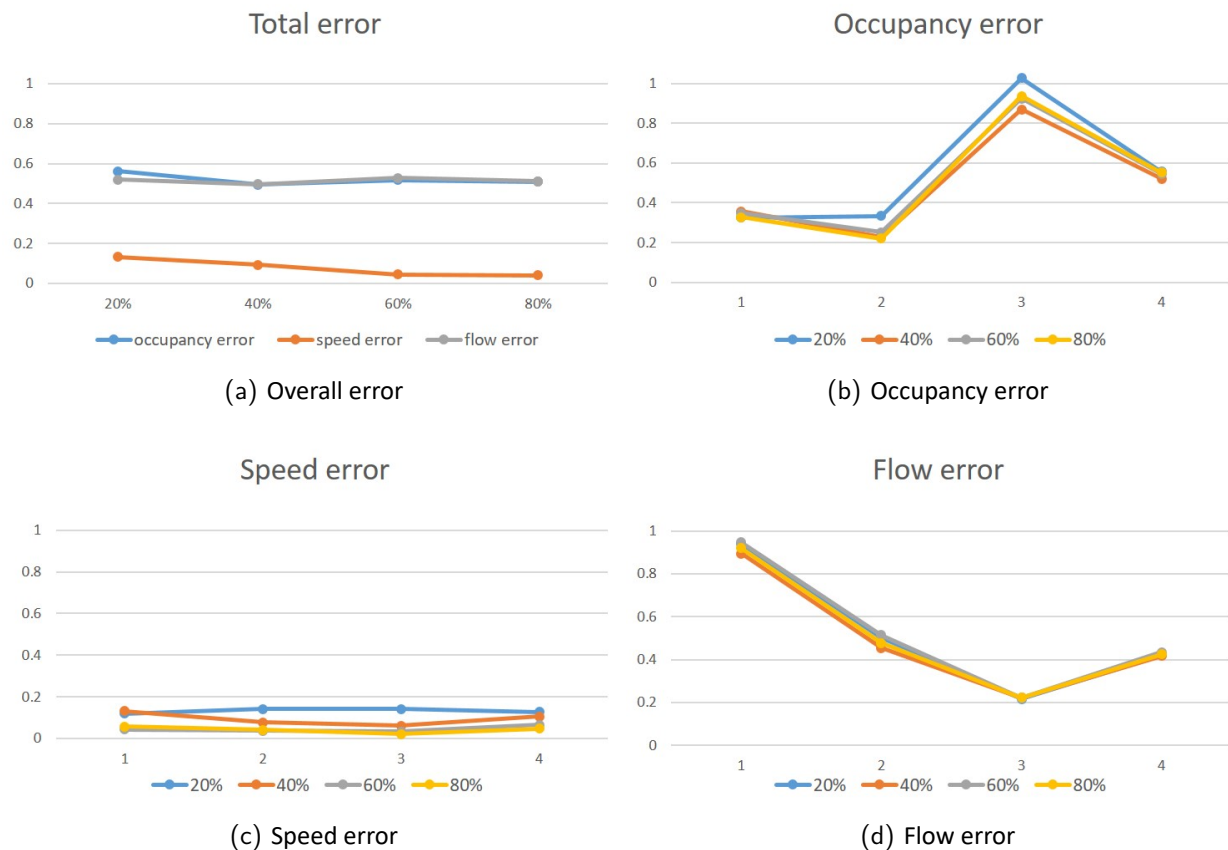 Total error
1
0.8
0.6
0.4
0.2
0
20% 40% 60% 80%
occupancy error speed error flow error
(a) Overall error
Occupancy error
1
0.8
0.6
0.4
0.2
0
1 2 3 4
20% 40% 60% 80%
(b) Occupancy error
Speed error
1
0.8
0.6
0.4
0.2
0
1 2 3 4
20% 40% 60% 80%
(c) Speed error
Flow error
1
0.8
0.6
0.4
0.2
0
1 2 3 4
20% 40% 60% 80%
(d) Flow error